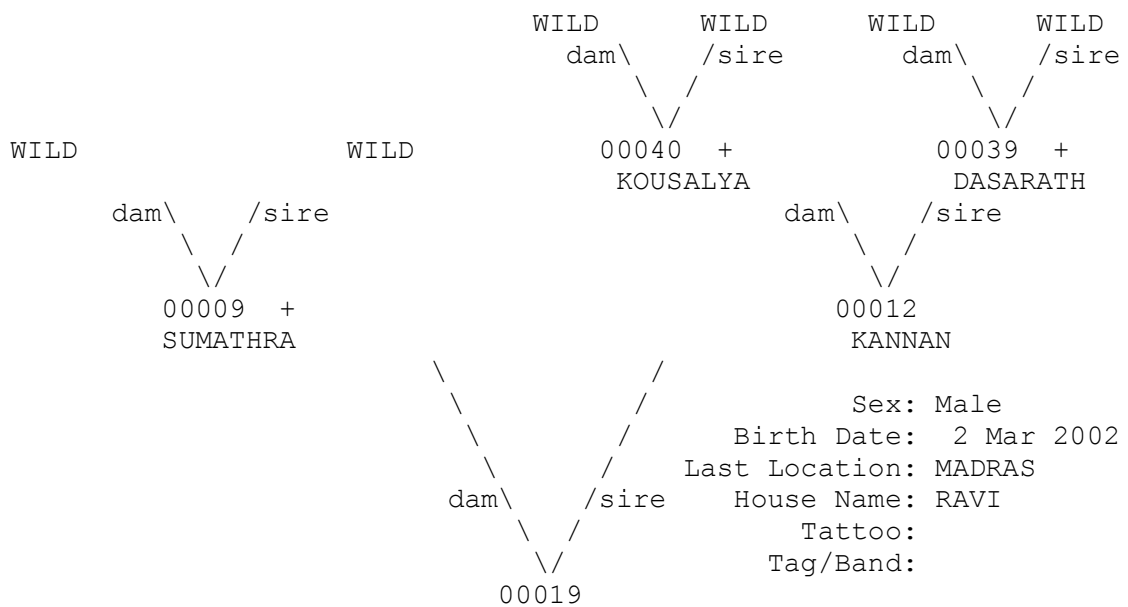 WILD WILD WILD WILD
dam\ /sire dam\ /sire
\ / \ /
\/ \/
WILD WILD 00040 + 00039 +
KOUSALYA DASARATH
dam\ /sire dam\ /sire
\ / \ /
\/ \/
00009 + 00012
SUMATHRA KANNAN
\ /
\ / Sex: Male
\ / Birth Date: 2 Mar 2002
\ / Last Location: MADRAS
dam\ /sire House Name: RAVI
\ / Tattoo:
\/ Tag/Band:
00019